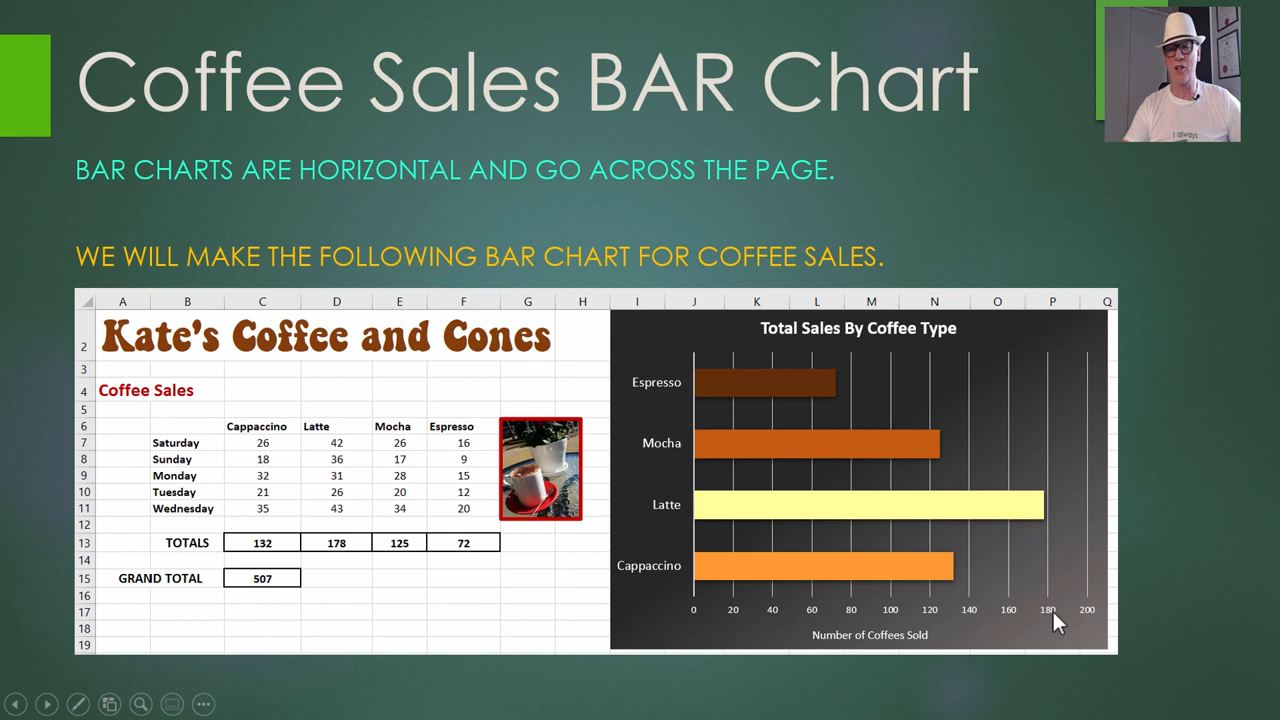 Coffee Sales BAR Chart
I always
BAR CHARTS ARE HORIZONTAL AND GO ACROSS THE PAGE.
WE WILL MAKE THE FOLLOWING BAR CHART FOR COFFEE SALES.
A B C D E F G H I J K L M N O P Q
2 Kate's Coffee and Cones
3
4 Coffee Sales
5
6 Cappaccino Latte Mocha Espresso
7 Saturday 26 42 26 16
8 Sunday 18 36 17 9
9 Monday 32 31 28 15
10 Tuesday 21 26 20 12
11 Wednesday 35 43 34 20
12
13 TOTALS 132 178 125 72
14
15 GRAND TOTAL 507
16
17
18
19
Total Sales By Coffee Type
Espresso
Mocha
Latte
Cappaccino
0 20 40 60 80 100 120 140 160 180 200
Number of Coffees Sold